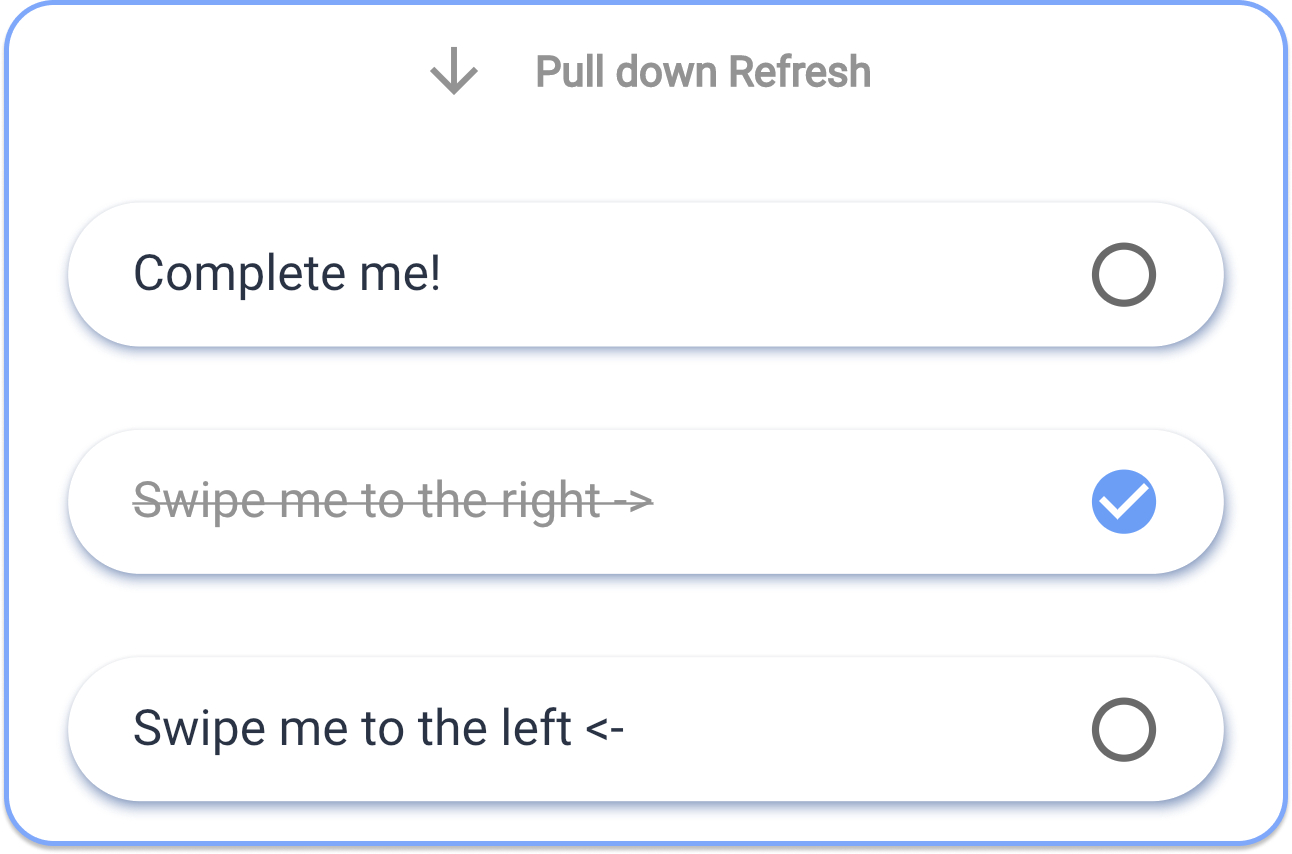 Pull down Refresh
Complete me!
Swipe me to the right ->
Swipe me to the left <-